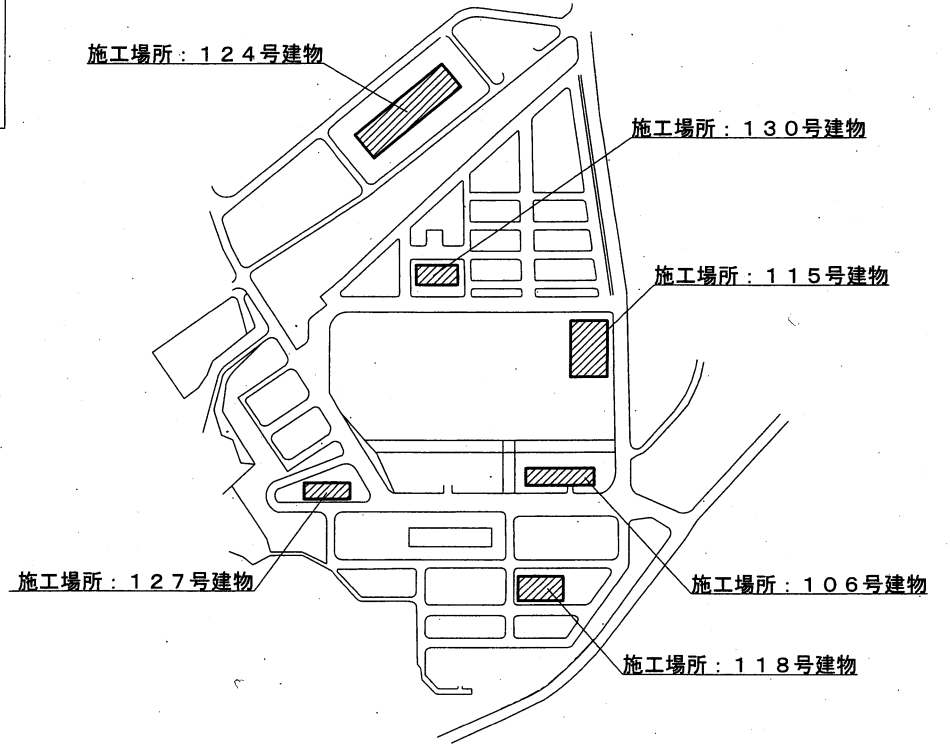 施工場所：１２４号建物
施工場所：１３０号建物
施工場所：１１５号建物
施工場所：１２７号建物
施工場所：１０６号建物
施工場所：１１８号建物